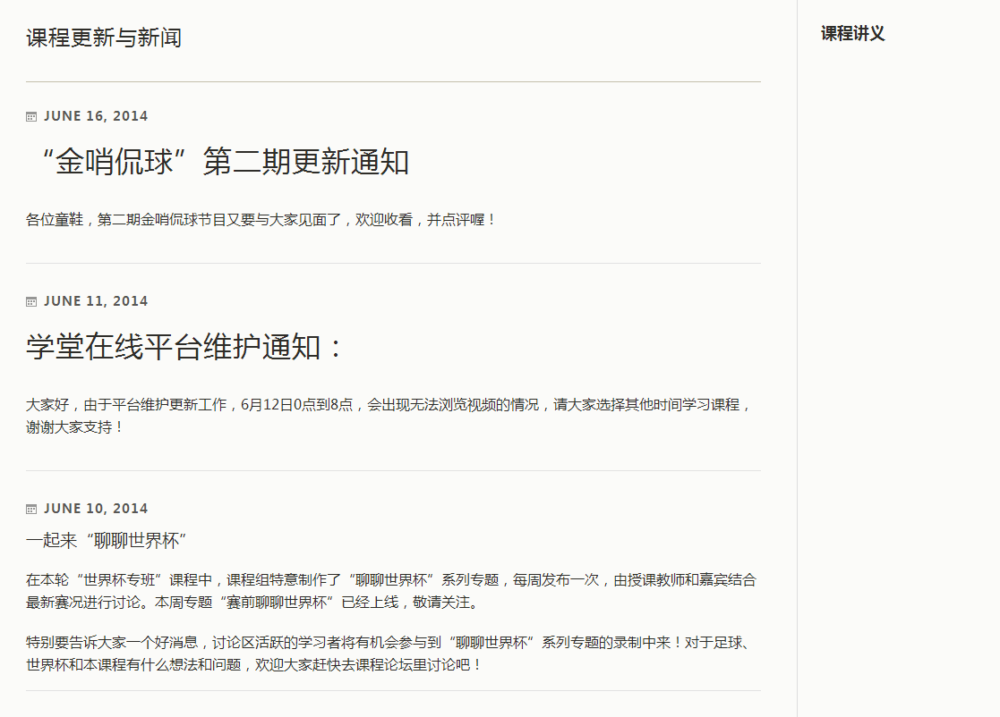 课程更新与新闻
JUNE 16, 2014
“金哨侃球”第二期更新通知
各位童鞋，第二期金哨侃球节目又要与大家见面了，欢迎收看，并点评喔！
JUNE 11, 2014
学堂在线平台维护通知：
大家好，由于平台维护更新工作，6月12日0点到8点，会出现无法浏览视频的情况，请大家选择其他时间学习课程，
谢谢大家支持！
JUNE 10, 2014
一起来“聊聊世界杯”
在本轮“世界杯专班”课程中，课程组特意制作了“聊聊世界杯”系列专题，每周发布一次，由授课教师和嘉宾结合
最新赛况进行讨论。本周专题“赛前聊聊世界杯”已经上线，敬请关注。
特别要告诉大家一个好消息，讨论区活跃的学习者将有机会参与到“聊聊世界杯”系列专题的录制中来！对于足球、
世界杯和本课程有什么想法和问题，欢迎大家赶快去课程论坛里讨论吧！
课程讲义